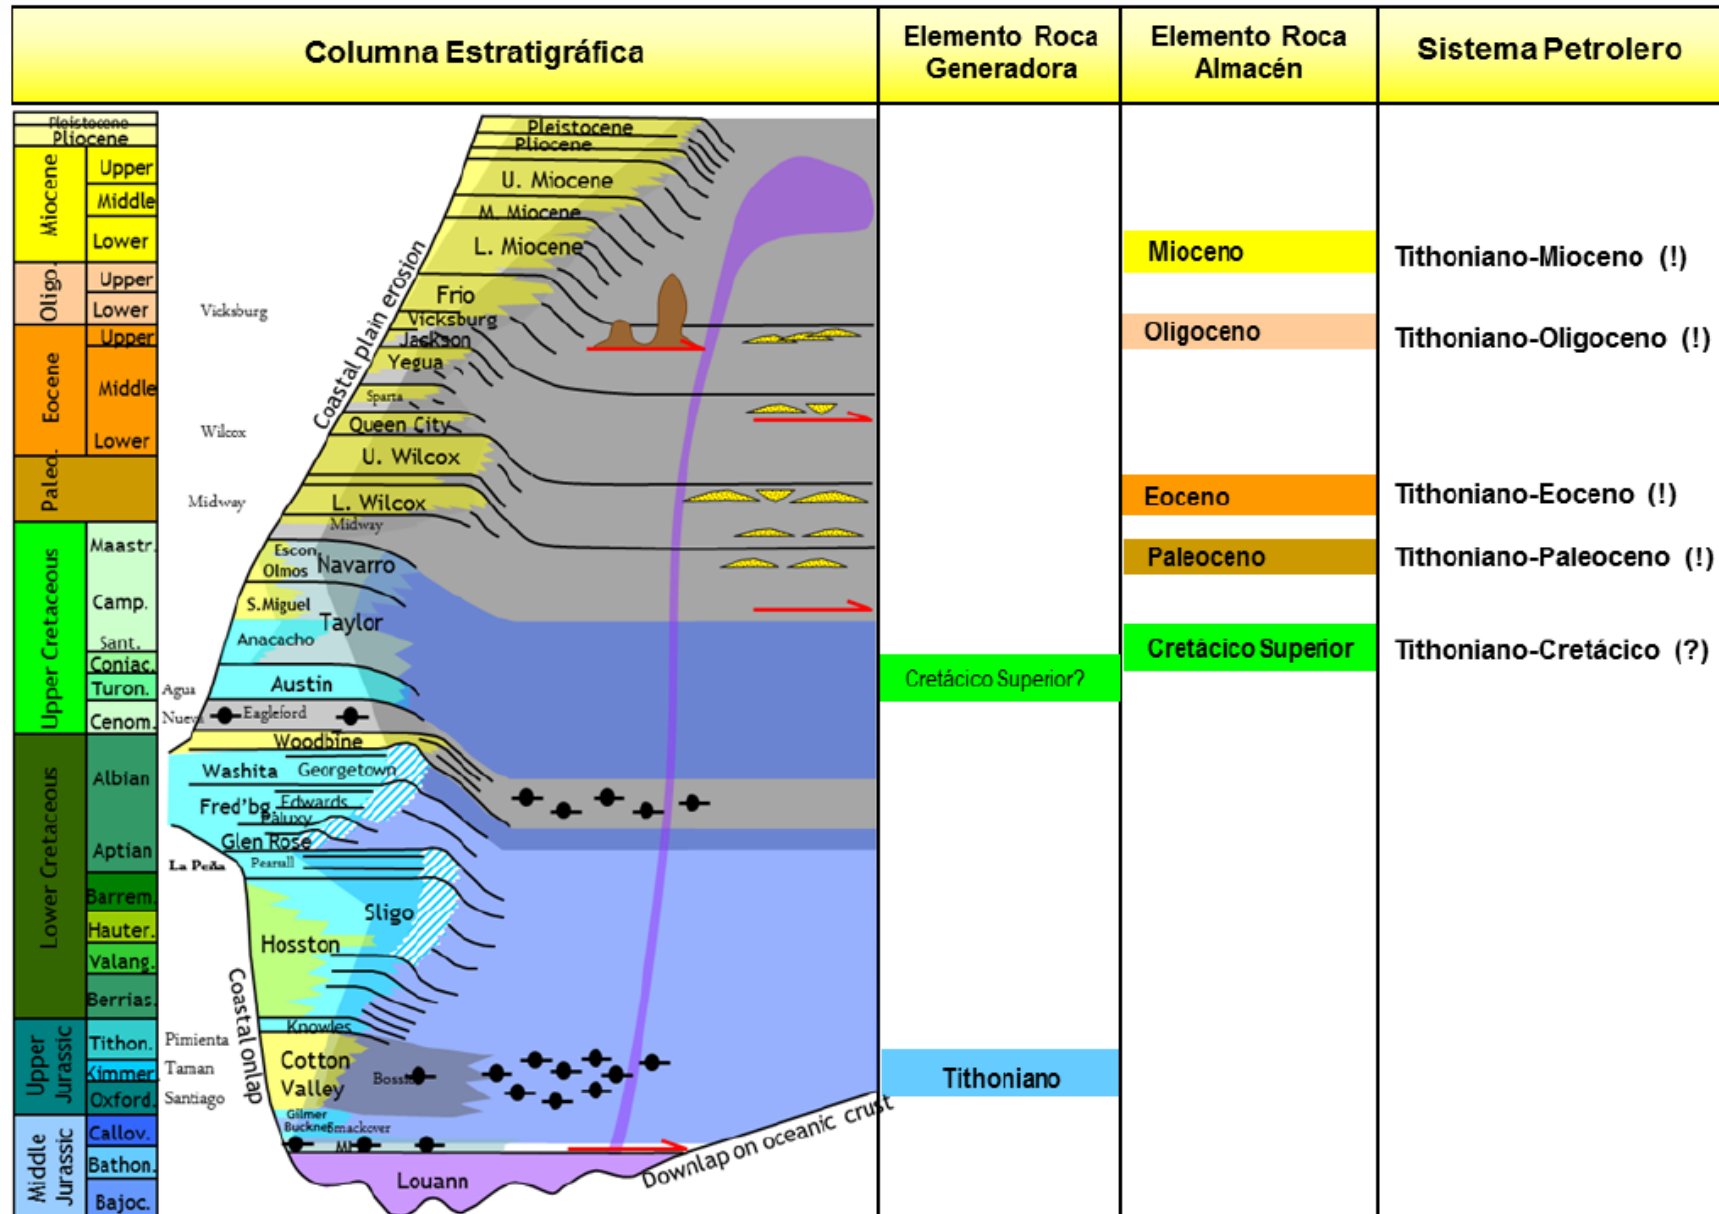 Columna Estratigráfica
Elemento Roca
Generadora
Elemento Roca
Almacén
Sistema Petrolero
Pleistocene
Pliocene
Miocene
Upper
Middle
Lower
Oligo.
Upper
Lower
Eocene
Upper
Middle
Lower
Paleo.
Upper Cretaceous
Maastr.
Camp.
Sant.
Coniac.
Turon.
Cenom.
Lower Cretaceous
Albian
Aptian
Barrem.
Hauter.
Valang.
Berrias.
Upper
Jurassic
Tithon.
Kimmer.
Oxford.
Middle
Jurassic
Callov.
Bathon.
Bajoc.
Vicksburg
Wilcox
Midway
Agua
Nueva
La Peña
Pimienta
Taman
Santiago
Coastal plain erosion
Coastal onlap
Downlap on oceanic crust
Pleistocene
Pliocene
U. Miocene
M. Miocene
L. Miocene
Frio
Vicksburg
Jackson
Yegua
Sparta
Queen City
U. Wilcox
L. Wilcox
Midway
Escon.
Olmos
Navarro
S.Miguel
Taylor
Anacacho
Austin
Eagleford
Woodbine
Washita
Georgetown
Fred'bg
Edwards
Paluxy
Glen Rose
Pearsall
Sligo
Hosston
Knowles
Cotton
Valley
Gilmer
Buckner
Smackover
Louann
Cretácico Superior?
Tithoniano
Mioceno
Oligoceno
Eoceno
Paleoceno
Cretácico Superior
Tithoniano-Mioceno (!)
Tithoniano-Oligoceno (!)
Tithoniano-Eoceno (!)
Tithoniano-Paleoceno (!)
Tithoniano-Cretácico (?)